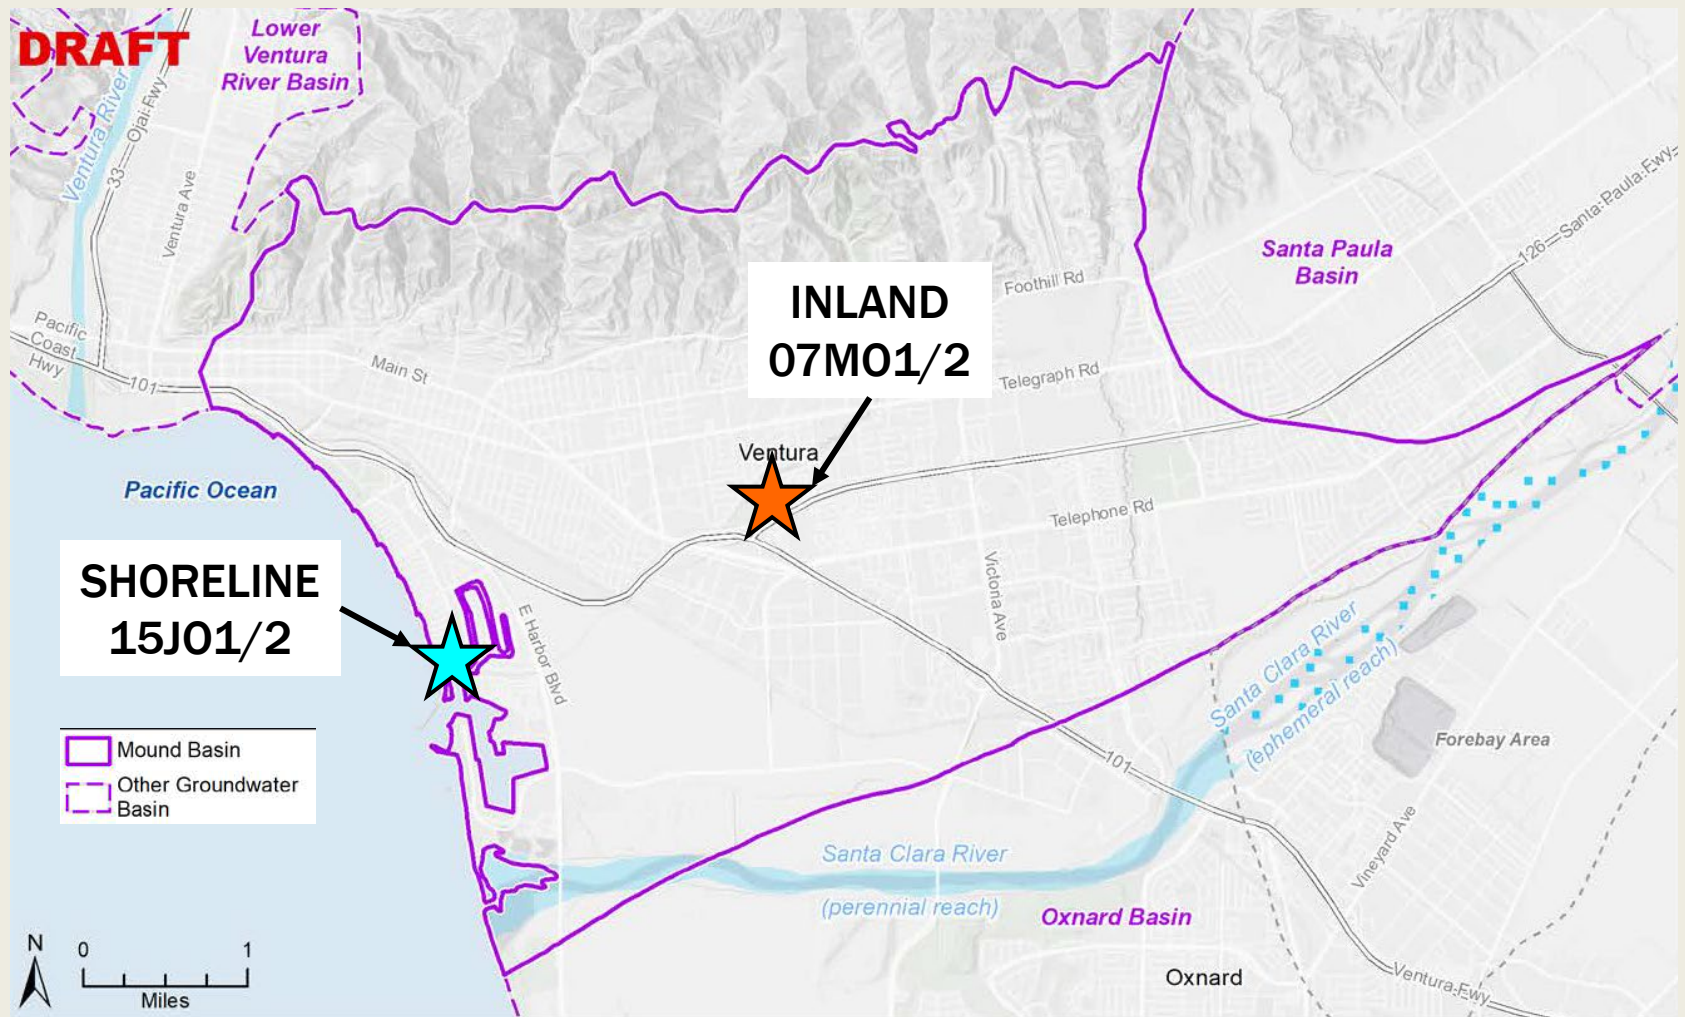 DRAFT
Lower
Ventura
River Basin
Ventura River
33
Ojai Fwy
Ventura Ave
Pacific
Coast
Hwy
101
Main St
Foothill Rd
Telegraph Rd
Santa Paula
Basin
126
Santa Paula Fwy
INLAND
07M01/2
Ventura
Pacific Ocean
Telephone Rd
Victoria Ave
SHORELINE
15J01/2
E Harbor Blvd
Mound Basin
Other Groundwater
Basin
Santa Clara River
(ephemeral reach)
Forebay Area
101
Vineyard Ave
Santa Clara River
(perennial reach)
Oxnard Basin
Oxnard
Ventura Fwy
N
0 1
Miles